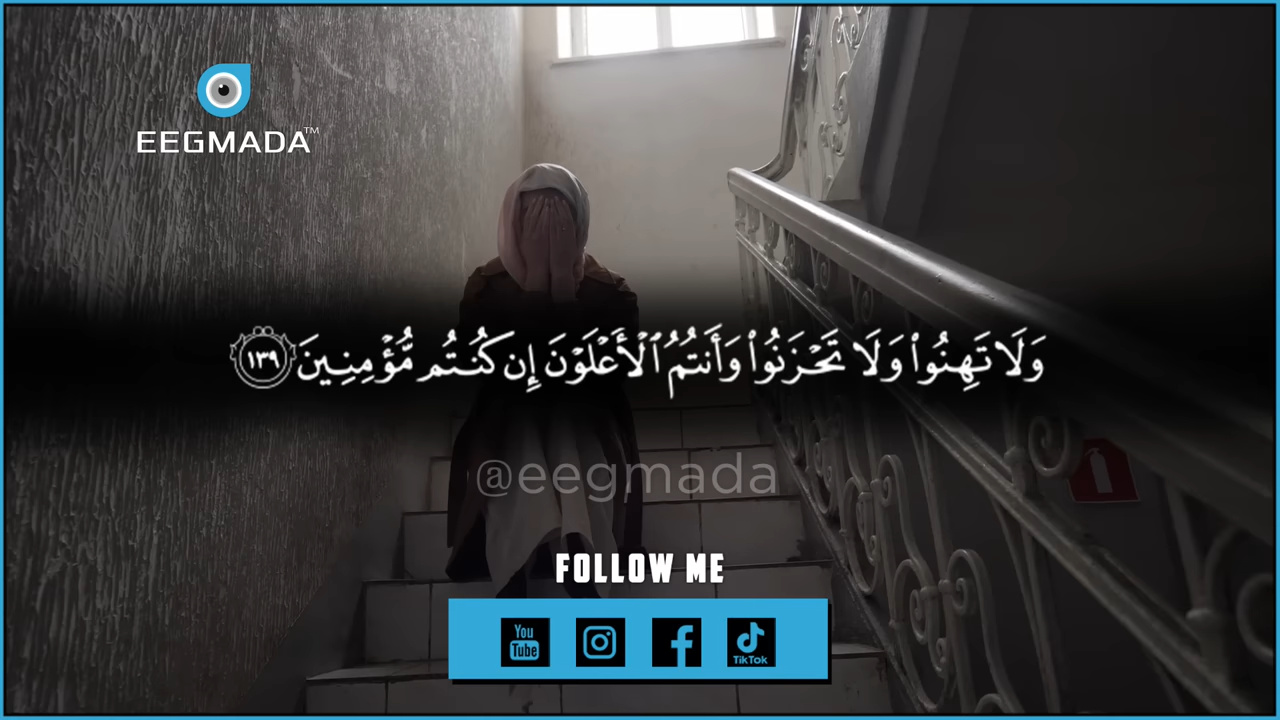 EEGMADA™
وَلَا تَهِنُوا۟ وَلَا تَحْزَنُوا۟ وَأَنتُمُ ٱلْأَعْلَوْنَ إِن كُنتُم مُّؤْمِنِينَ ١٣٩
@eegmada
FOLLOW ME
You Tube TikTok